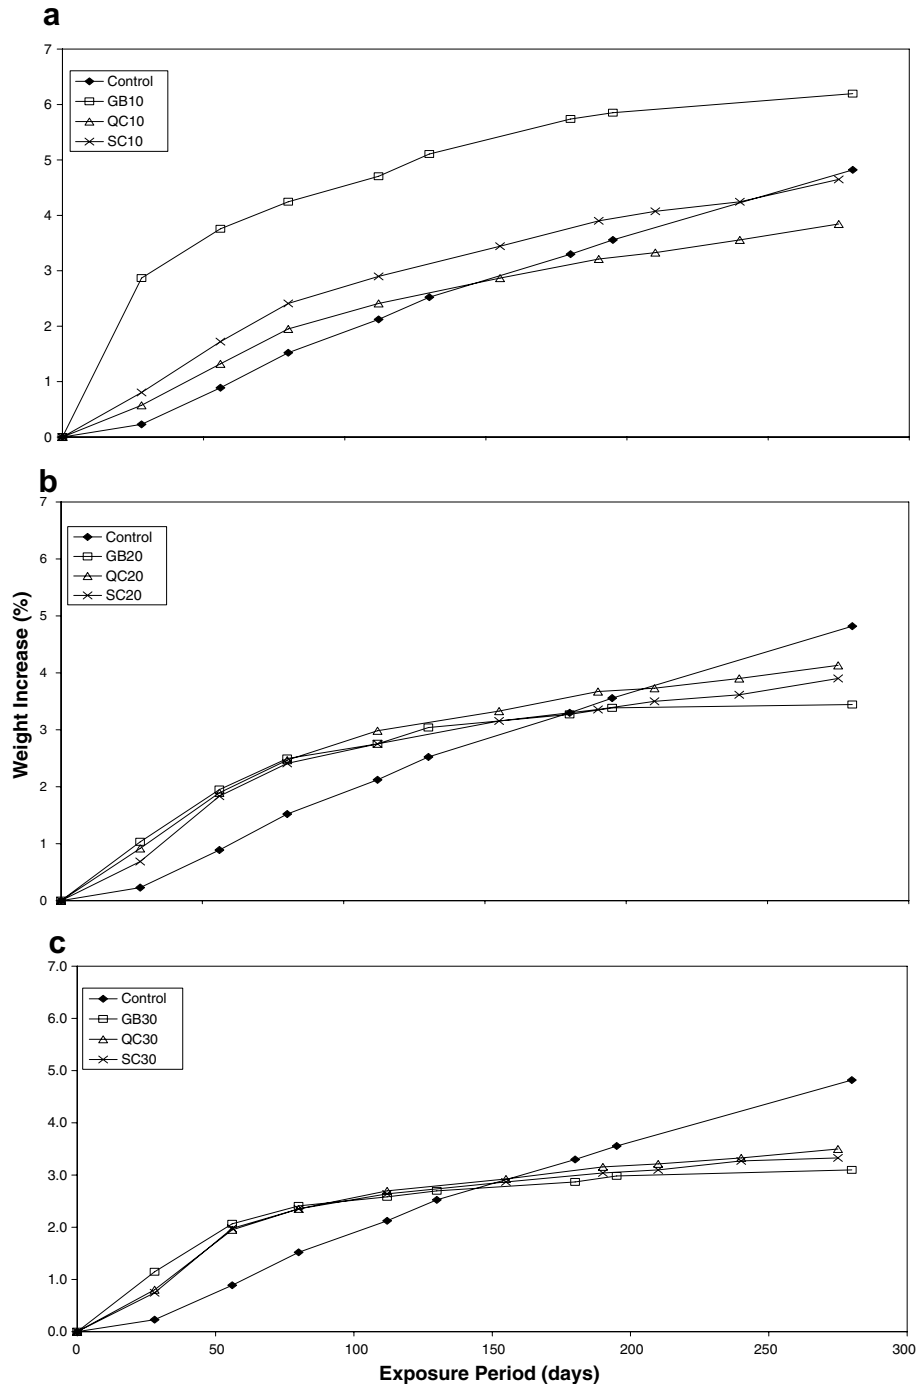 a
7
6
5
4
3
2
1
0
Control
GB10
QC10
SC10
b
7
6
5
4
3
2
1
0
Control
GB20
QC20
SC20
Weight Increase (%)
c
7.0
6.0
5.0
4.0
3.0
2.0
1.0
0.0
Control
GB30
QC30
SC30
0 50 100 150 200 250 300
Exposure Period (days)